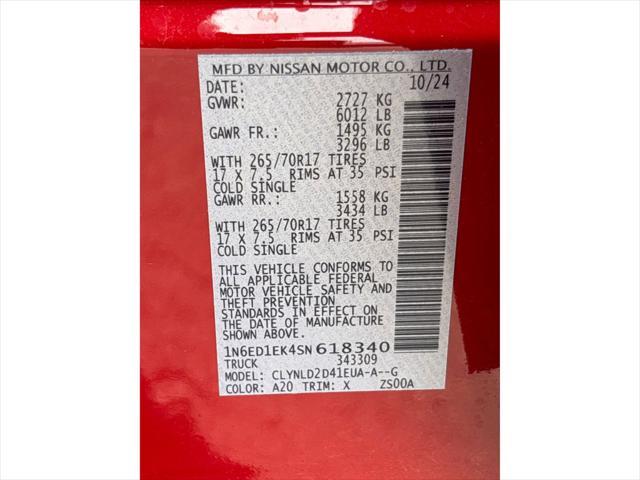 MFD BY NISSAN MOTOR CO., LTD.
DATE: 10/24
GVWR: 2727 KG
6012 LB
GAWR FR.: 1495 KG
3296 LB
WITH 265/70R17 TIRES
17 X 7.5 RIMS AT 35 PSI
COLD SINGLE
GAWR RR.: 1558 KG
3434 LB
WITH 265/70R17 TIRES
17 X 7.5 RIMS AT 35 PSI
COLD SINGLE
THIS VEHICLE CONFORMS TO
ALL APPLICABLE FEDERAL
MOTOR VEHICLE SAFETY AND
THEFT PREVENTION
STANDARDS IN EFFECT ON
THE DATE OF MANUFACTURE
SHOWN ABOVE.
1N6ED1EK4SN618340
TRUCK 343309
MODEL: CLYNLD2D41EUA-A--G
COLOR: A20 TRIM: X ZS00A